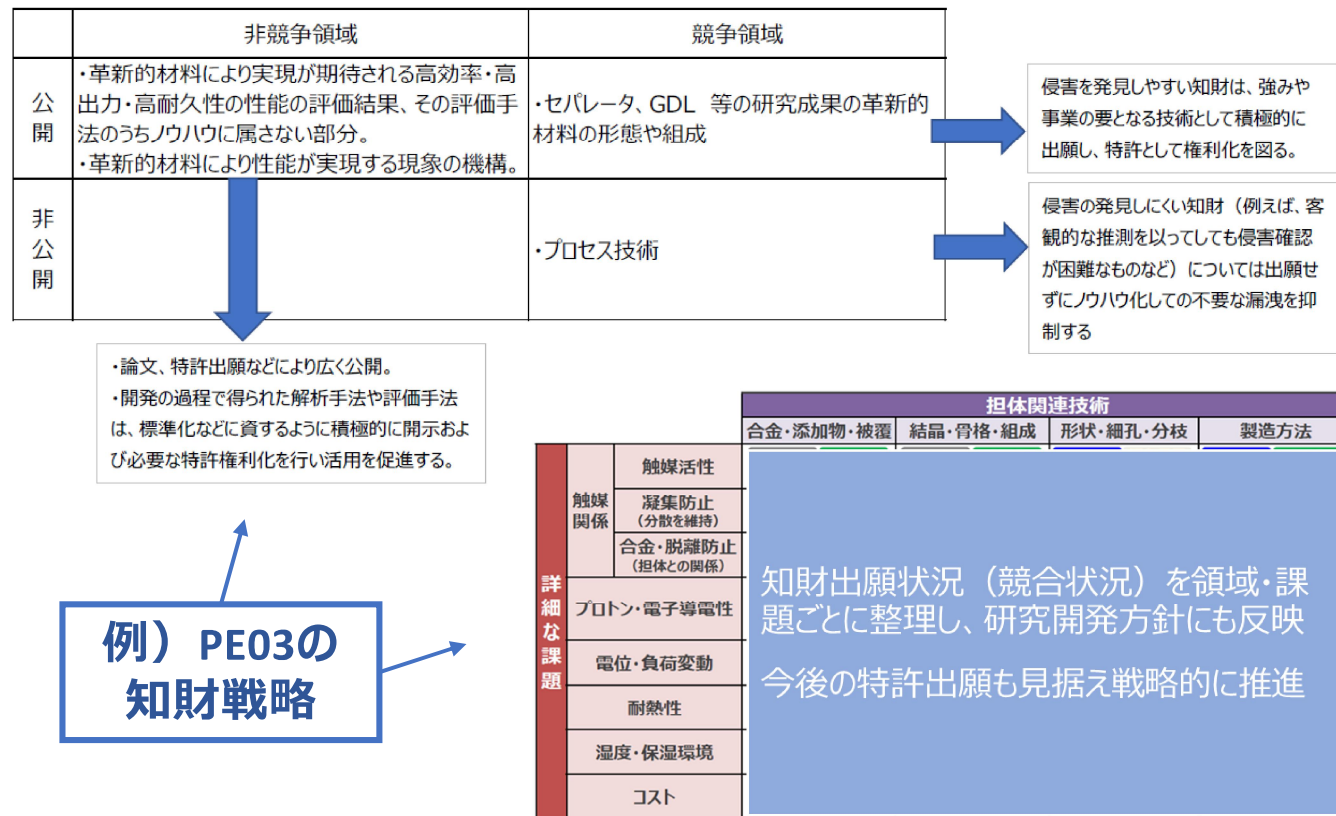 非競争領域
競争領域
公開
・革新的材料により実現が期待される高効率・高
出力・高耐久性の性能の評価結果、その評価手
法のうちノウハウに属さない部分。
・革新的材料により性能が実現する現象の機構。
・セパレータ、GDL 等の研究成果の革新的
材料の形態や組成
侵害を発見しやすい知財は、強みや
事業の要となる技術として積極的に
出願し、特許として権利化を図る。
非公開
・プロセス技術
侵害の発見しにくい知財（例えば、客
観的な推測を以ってしても侵害確認
が困難なものなど）については出願せ
ずにノウハウ化しての不要な漏洩を抑
制する
・論文、特許出願などにより広く公開。
・開発の過程で得られた解析手法や評価手法
は、標準化などに資するように積極的に開示およ
び必要な特許権利化を行い活用を促進する。
例）PE03の
知財戦略
担体関連技術
合金・添加物・被覆
結晶・骨格・組成
形状・細孔・分枝
製造方法
詳細な課題
触媒
関係
触媒活性
凝集防止
（分散を維持）
合金・脱離防止
（担体との関係）
プロトン・電子導電性
電位・負荷変動
耐熱性
湿度・保湿環境
コスト
知財出願状況（競合状況）を領域・課
題ごとに整理し、研究開発方針にも反映
今後の特許出願も見据え戦略的に推進